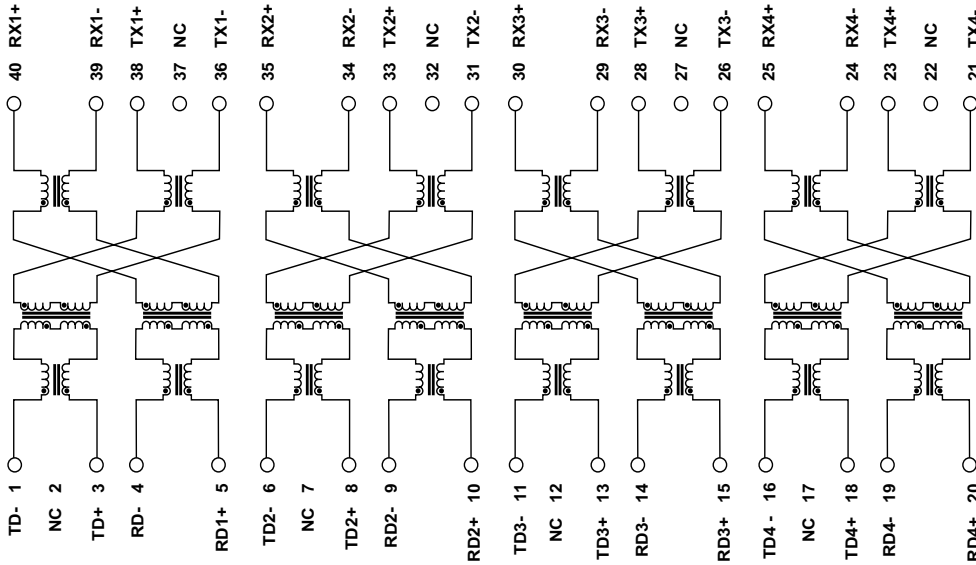 40 RX1+
39 RX1-
38 TX1+
37 NC
36 TX1-
35 RX2+
34 RX2-
33 TX2+
32 NC
31 TX2-
30 RX3+
29 RX3-
28 TX3+
27 NC
26 TX3-
25 RX4+
24 RX4-
23 TX4+
22 NC
21 TX4-
TD- 1
NC 2
TD+ 3
RD- 4
RD1+ 5
TD2- 6
NC 7
TD2+ 8
RD2- 9
RD2+ 10
TD3- 11
NC 12
TD3+ 13
RD3- 14
RD3+ 15
TD4 - 16
NC 17
TD4+ 18
RD4- 19
RD4+ 20